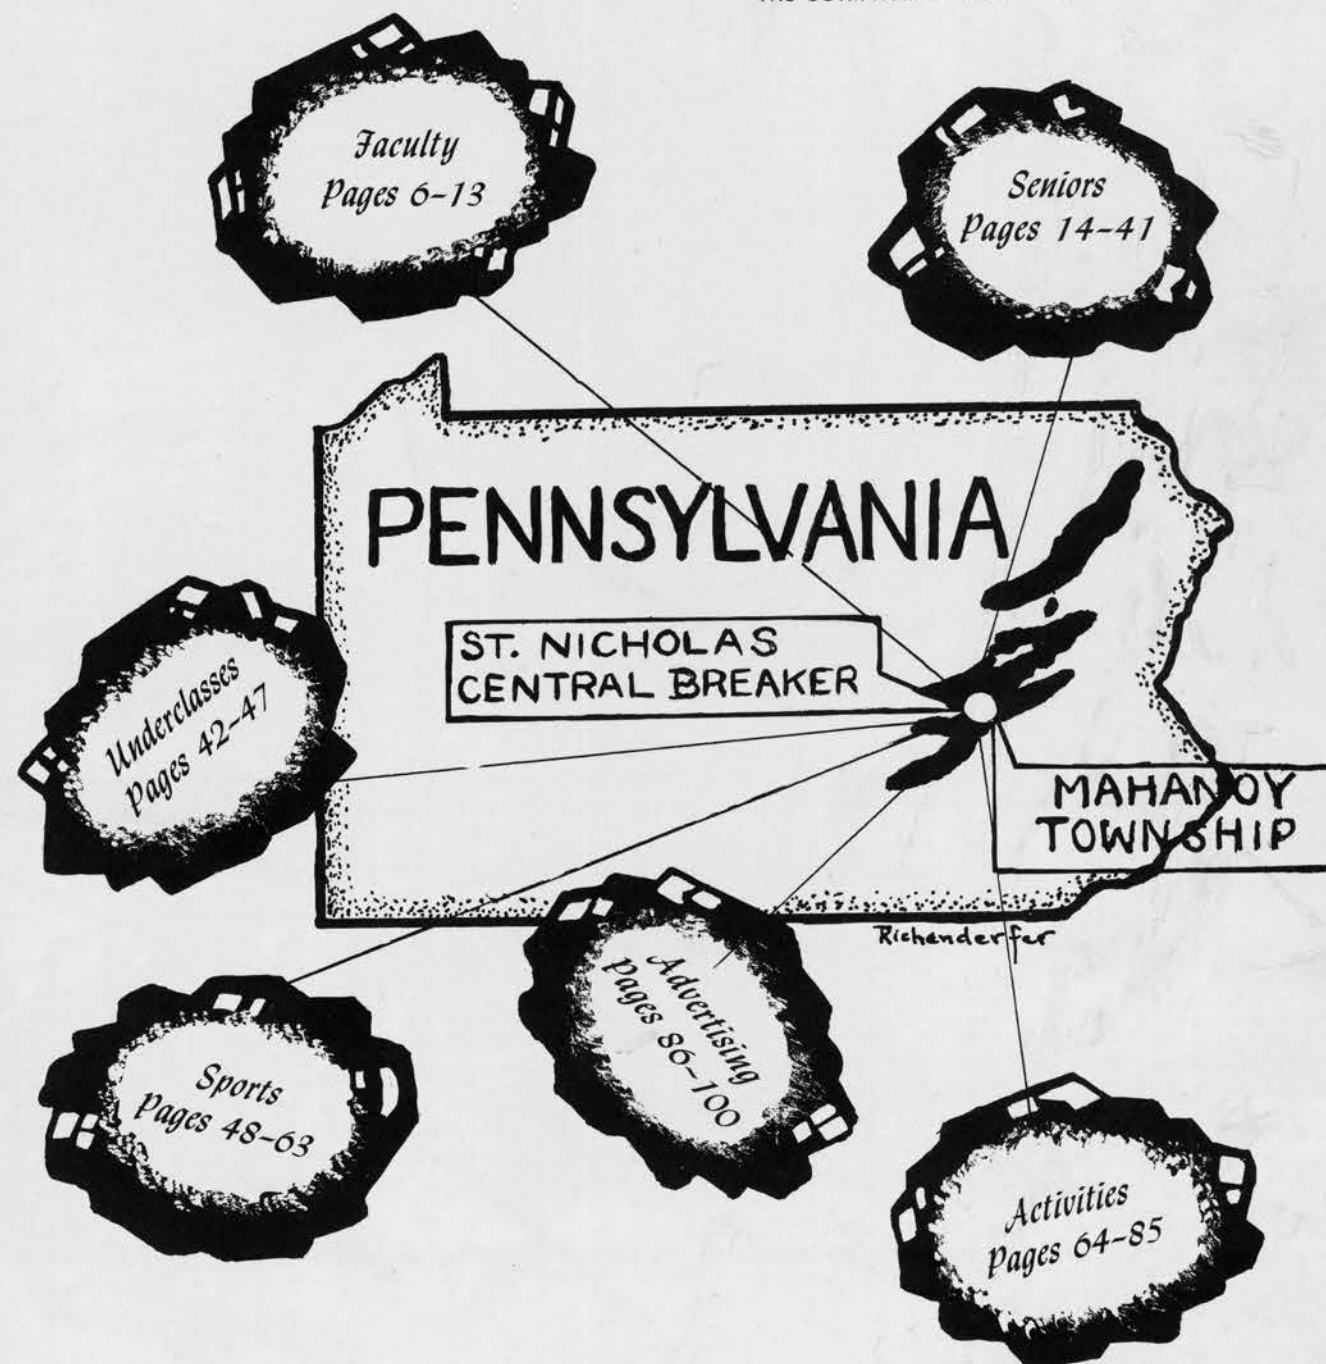 Faculty
Pages 6-13
Seniors
Pages 14-41
PENNSYLVANIA
ST. NICHOLAS
CENTRAL BREAKER
Underclasses
Pages 42-47
MAHANOY
TOWNSHIP
Richenderfer
Advertising
Pages 86-100
Sports
Pages 48-63
Activities
Pages 64-85